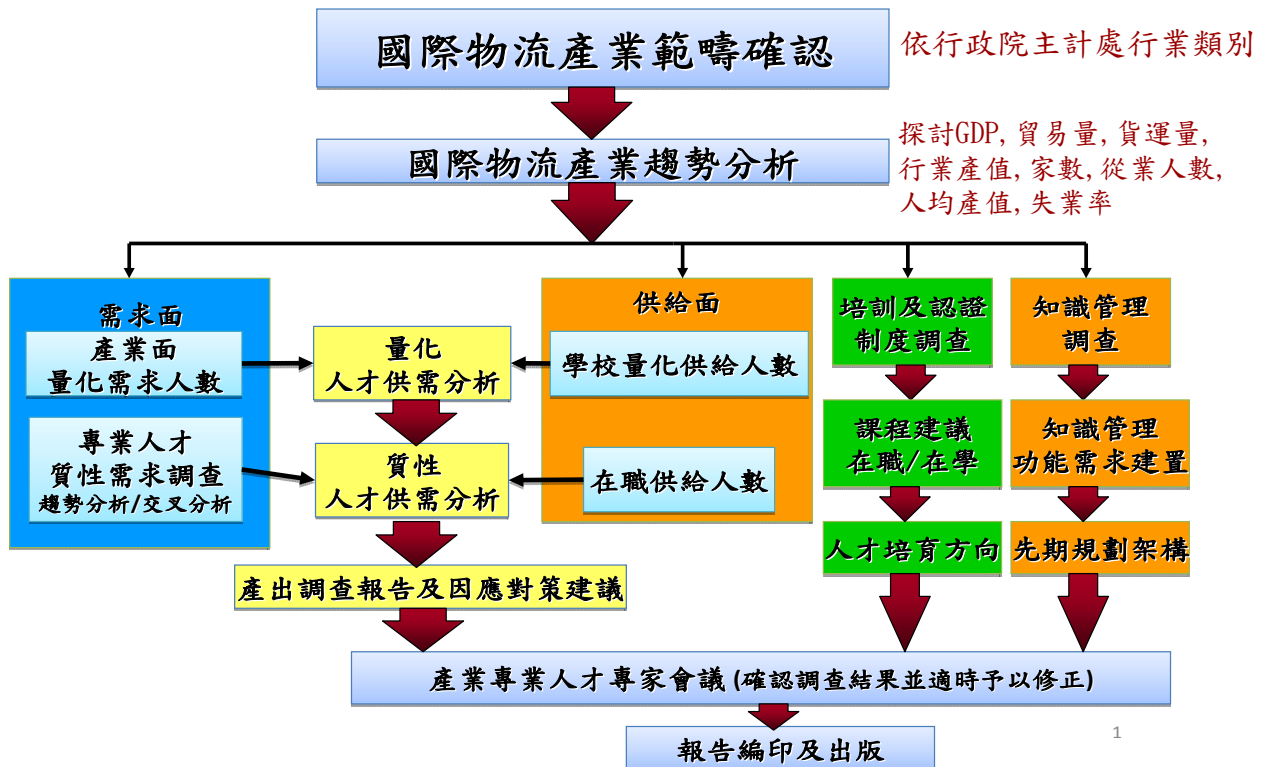 國際物流產業範疇確認
依行政院主計處行業類別
國際物流產業趨勢分析
探討GDP,貿易量,貨運量,
行業產值,家數,從業人數,
人均產值,失業率
需求面
產業面
量化需求人數
專業人才
質性需求調查
趨勢分析/交叉分析
量化
人才供需分析
質性
人才供需分析
產出調查報告及因應對策建議
供給面
學校量化供給人數
在職供給人數
培訓及認證
制度調查
課程建議
在職/在學
人才培育方向
知識管理
調查
知識管理
功能需求建置
先期規劃架構
產業專業人才專家會議(確認調查結果並適時予以修正)
報告編印及出版
1